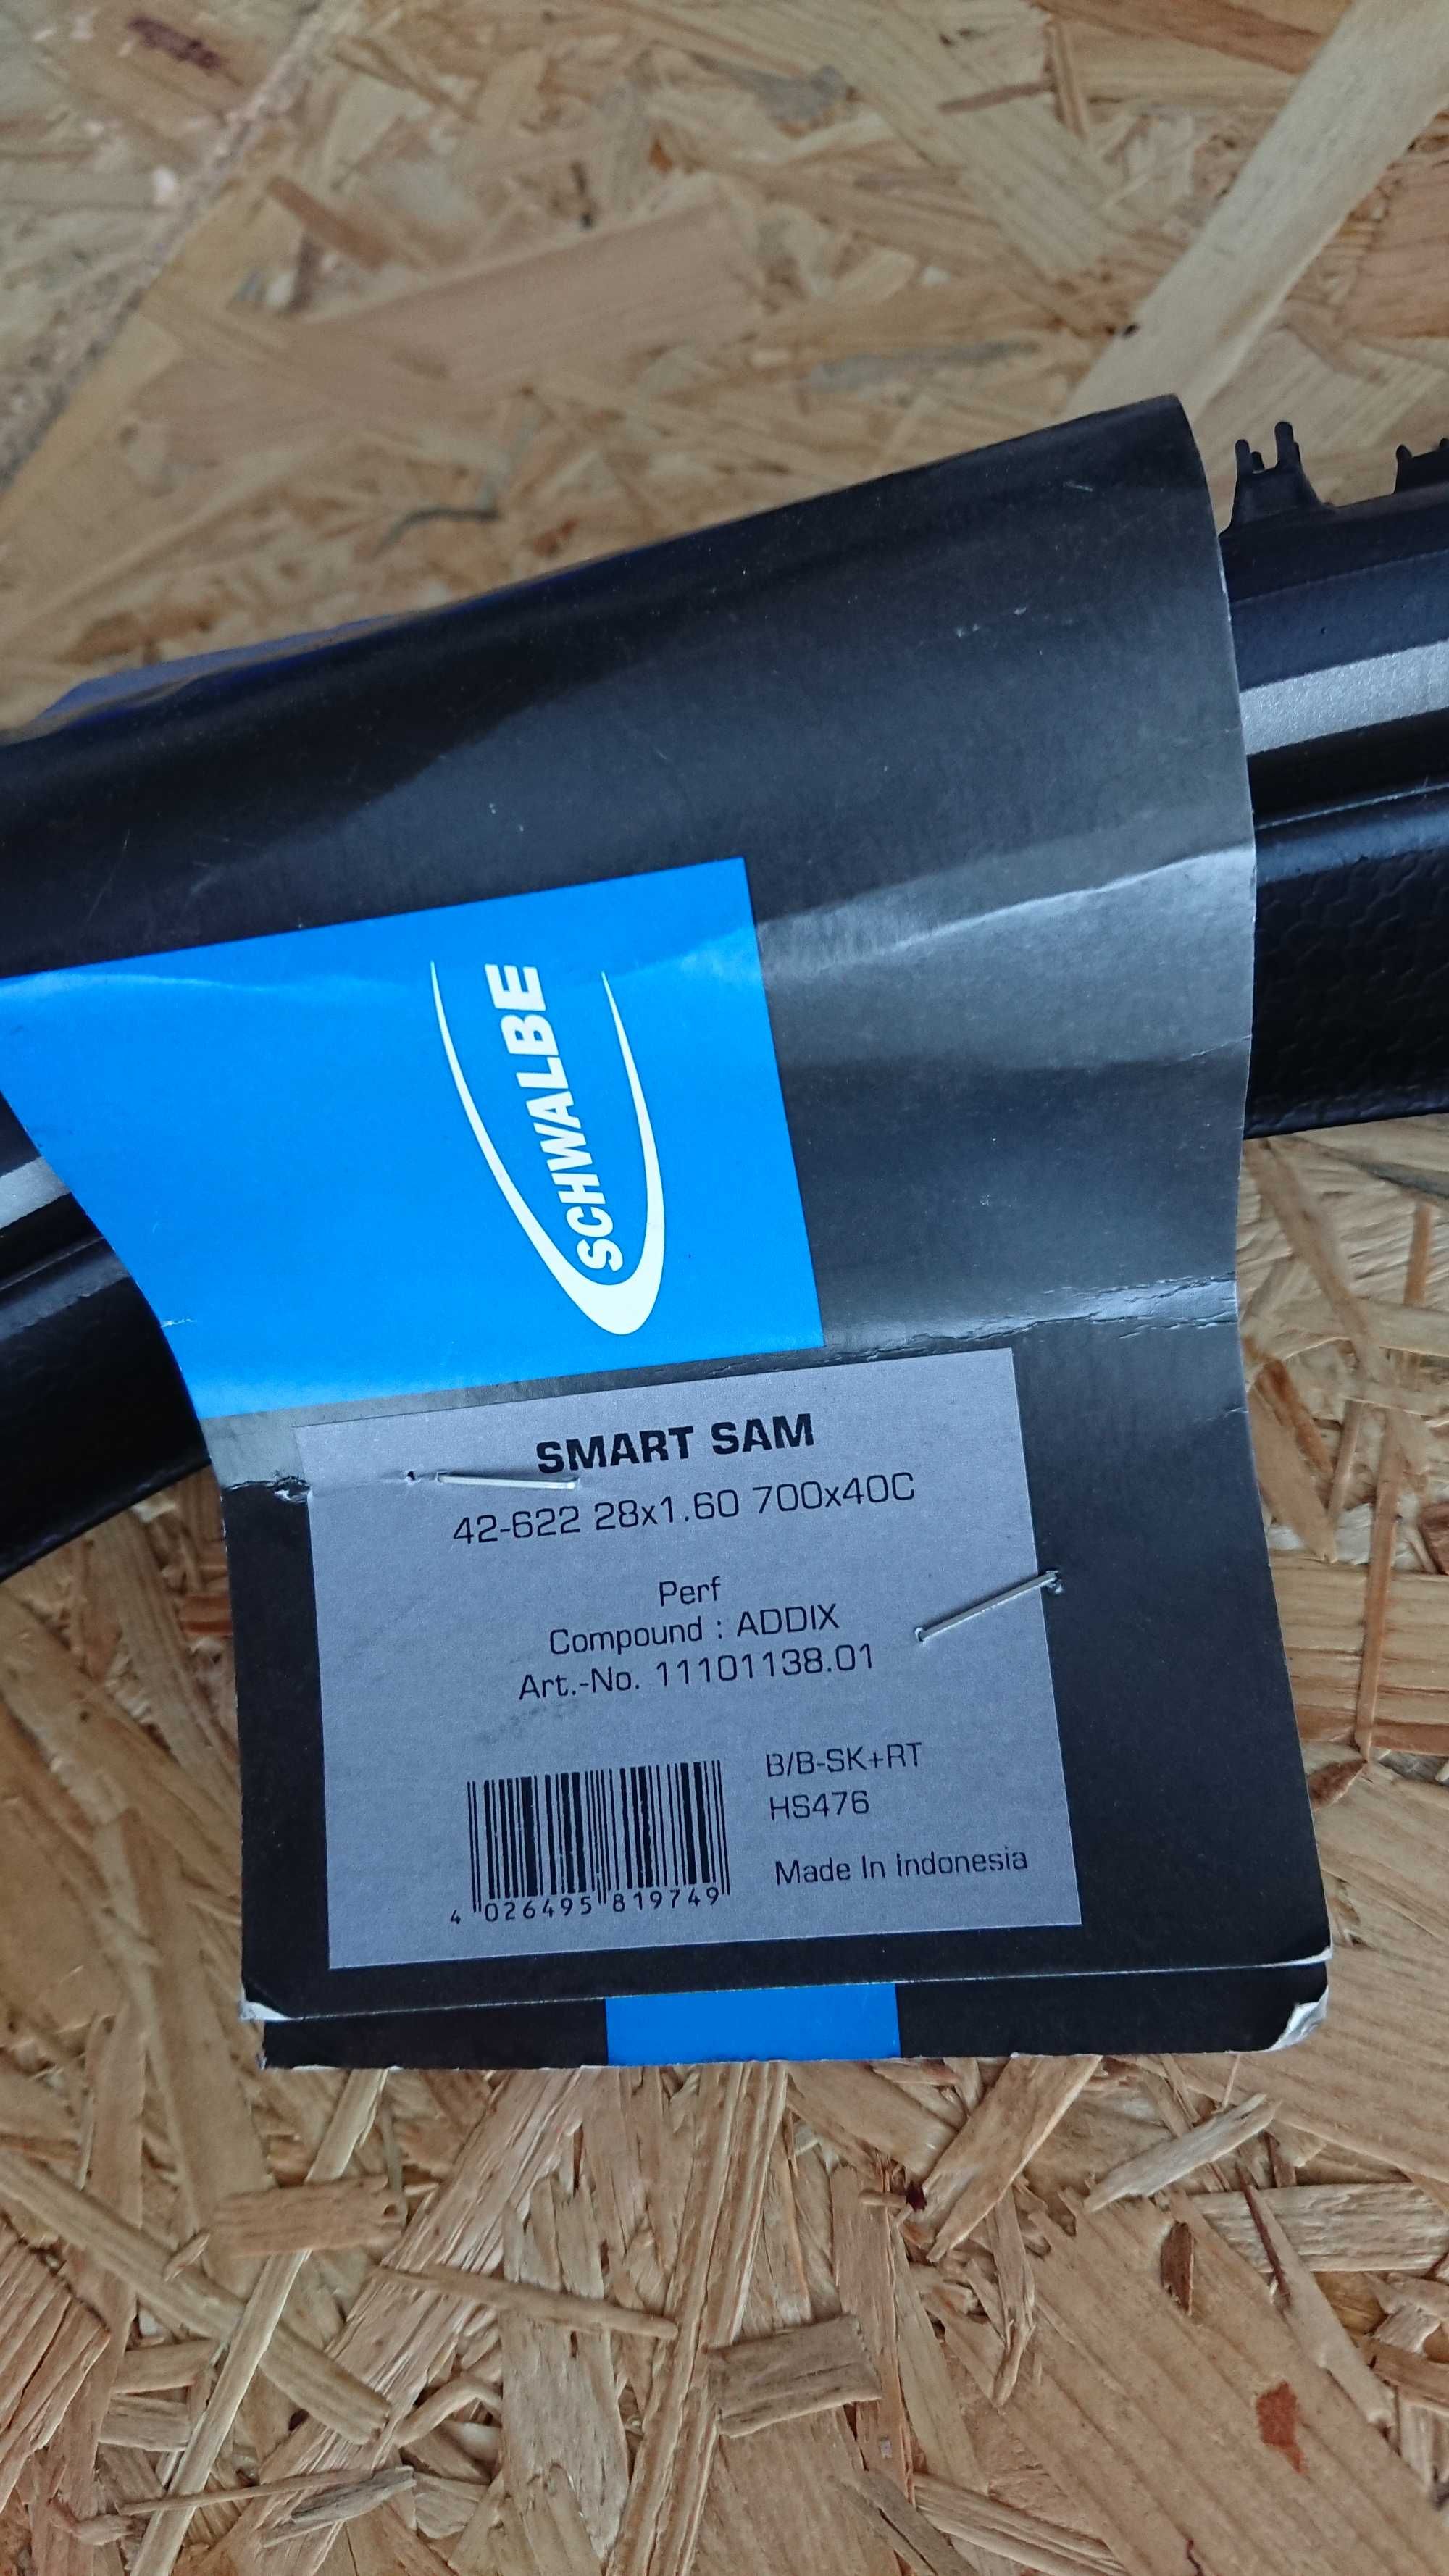 SCHWALBE
SMART SAM
42-622 28x1.60 700x40C
Perf
Compound : ADDIX
Art.-No. 11101138.01
B/B-SK+RT
HS476
Made In Indonesia
4 026495 819749